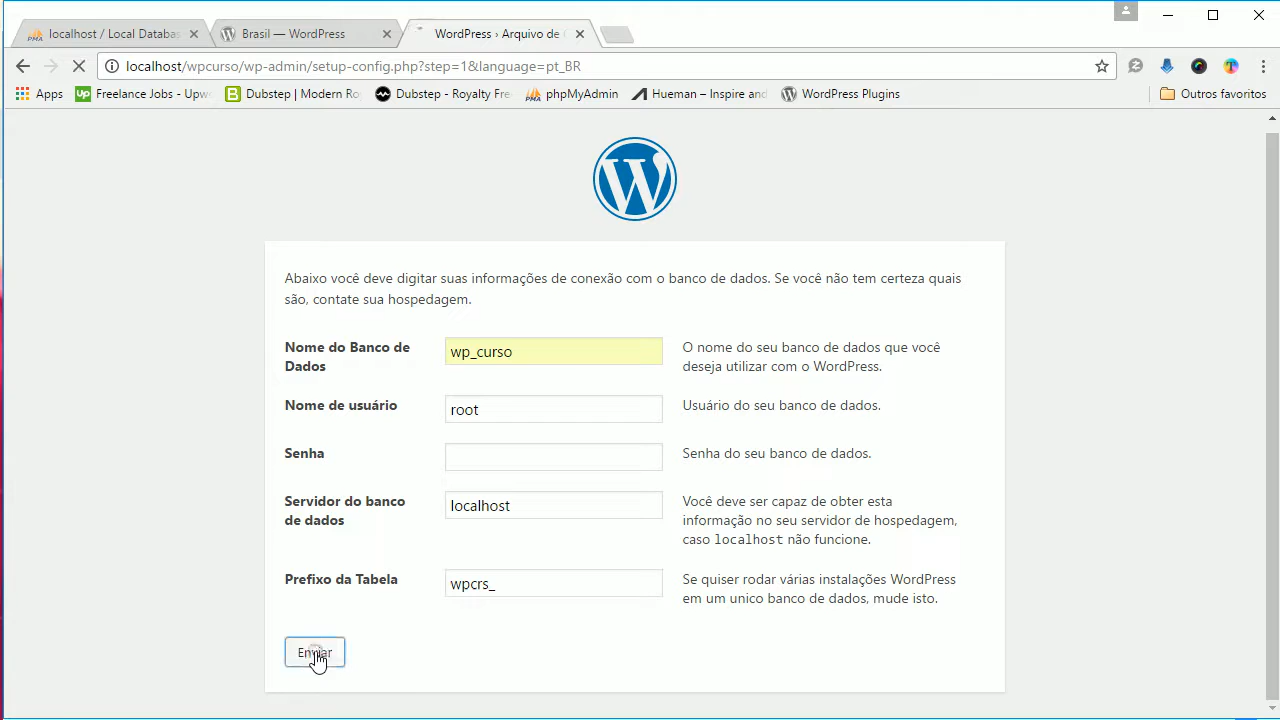 localhost / Local Databas
Brasil — WordPress
WordPress › Arquivo de
localhost/wpcurso/wp-admin/setup-config.php?step=1&language=pt_BR
Apps
Freelance Jobs - Upw
Dubstep | Modern Ro
Dubstep - Royalty Fre
phpMyAdmin
Hueman – Inspire and
WordPress Plugins
Outros favoritos
Abaixo você deve digitar suas informações de conexão com o banco de dados. Se você não tem certeza quais
são, contate sua hospedagem.
Nome do Banco de
Dados
wp_curso
O nome do seu banco de dados que você
deseja utilizar com o WordPress.
Nome de usuário
root
Usuário do seu banco de dados.
Senha
Senha do seu banco de dados.
Servidor do banco
de dados
localhost
Você deve ser capaz de obter esta
informação no seu servidor de hospedagem,
caso localhost não funcione.
Prefixo da Tabela
wpcrs_
Se quiser rodar várias instalações WordPress
em um unico banco de dados, mude isto.
Enviar